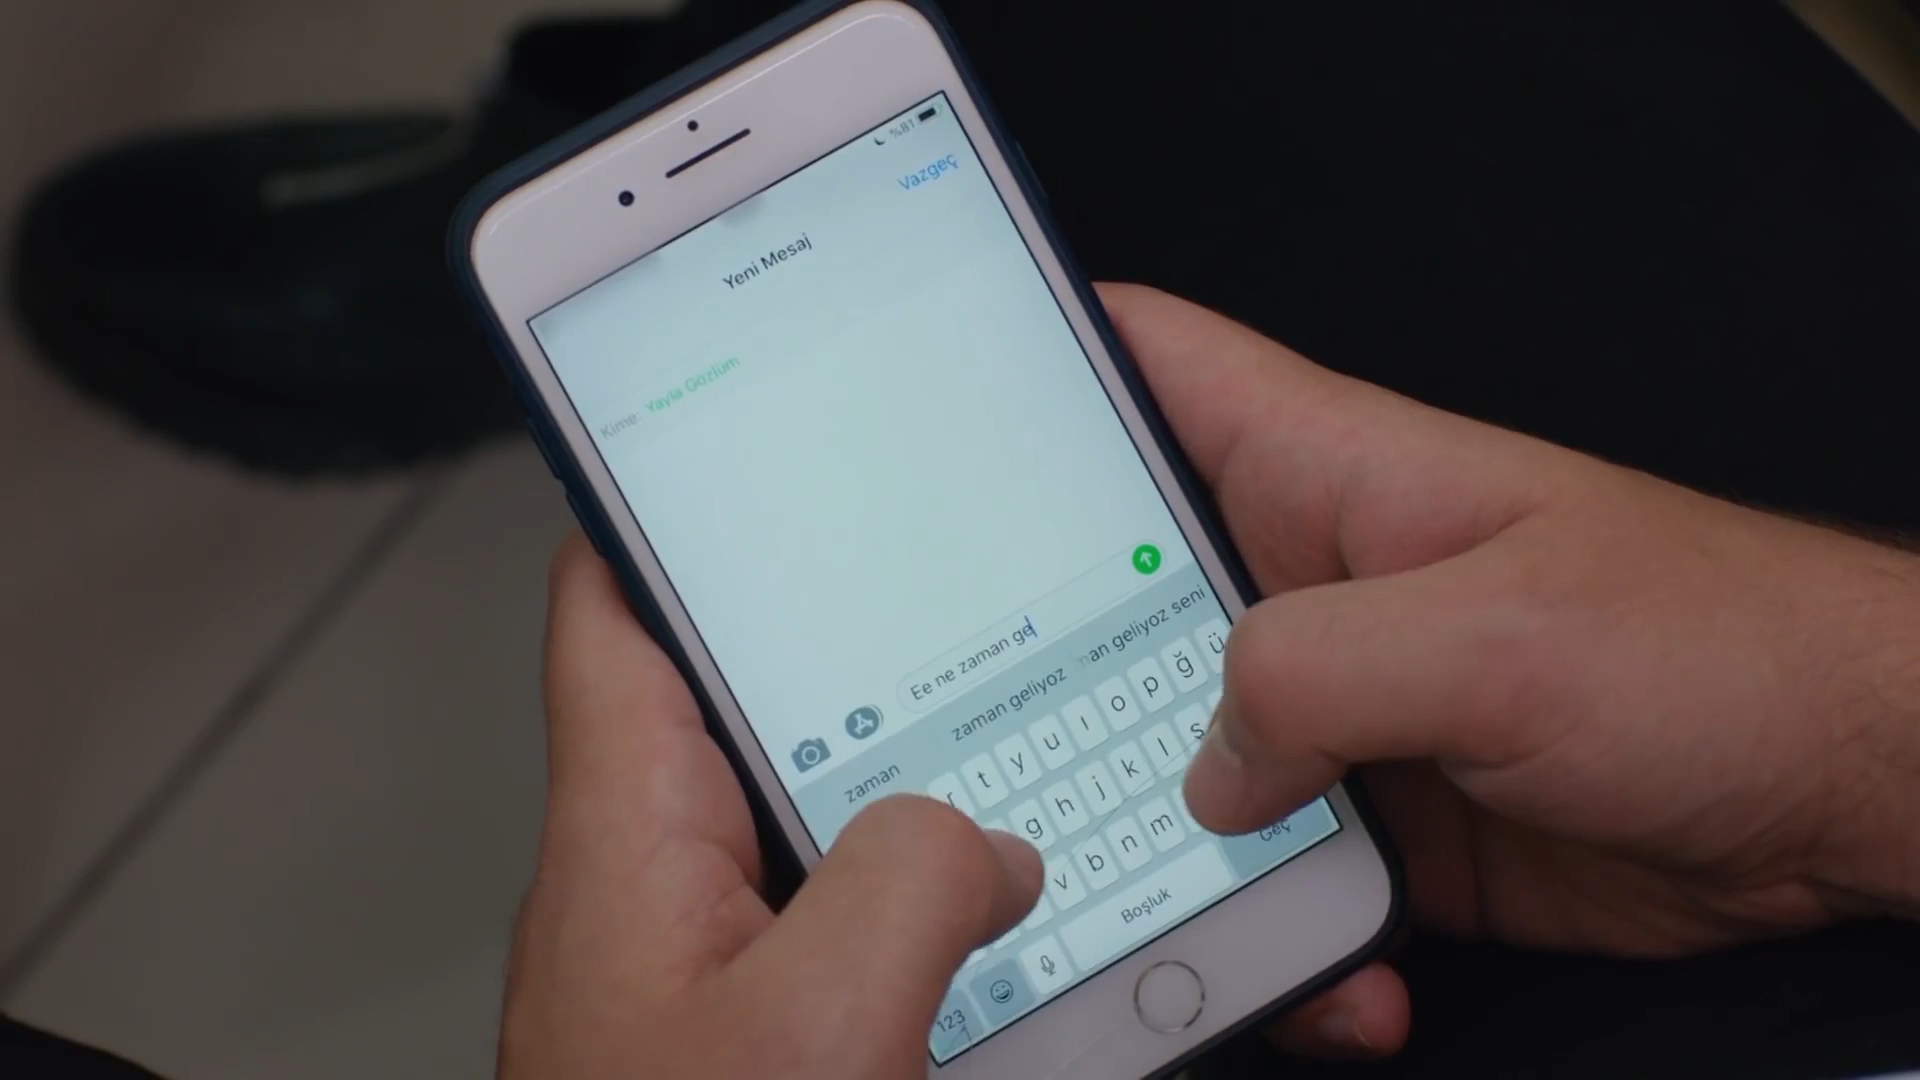 %81
Vazgeç
Yeni Mesaj
Kime: Yayla Gözlüm
Ee ne zaman ge
zaman zaman geliyoz man geliyoz seni
r t y u ı o p ğ ü
g h j k l ş
v b n m
123 Boşluk Geç